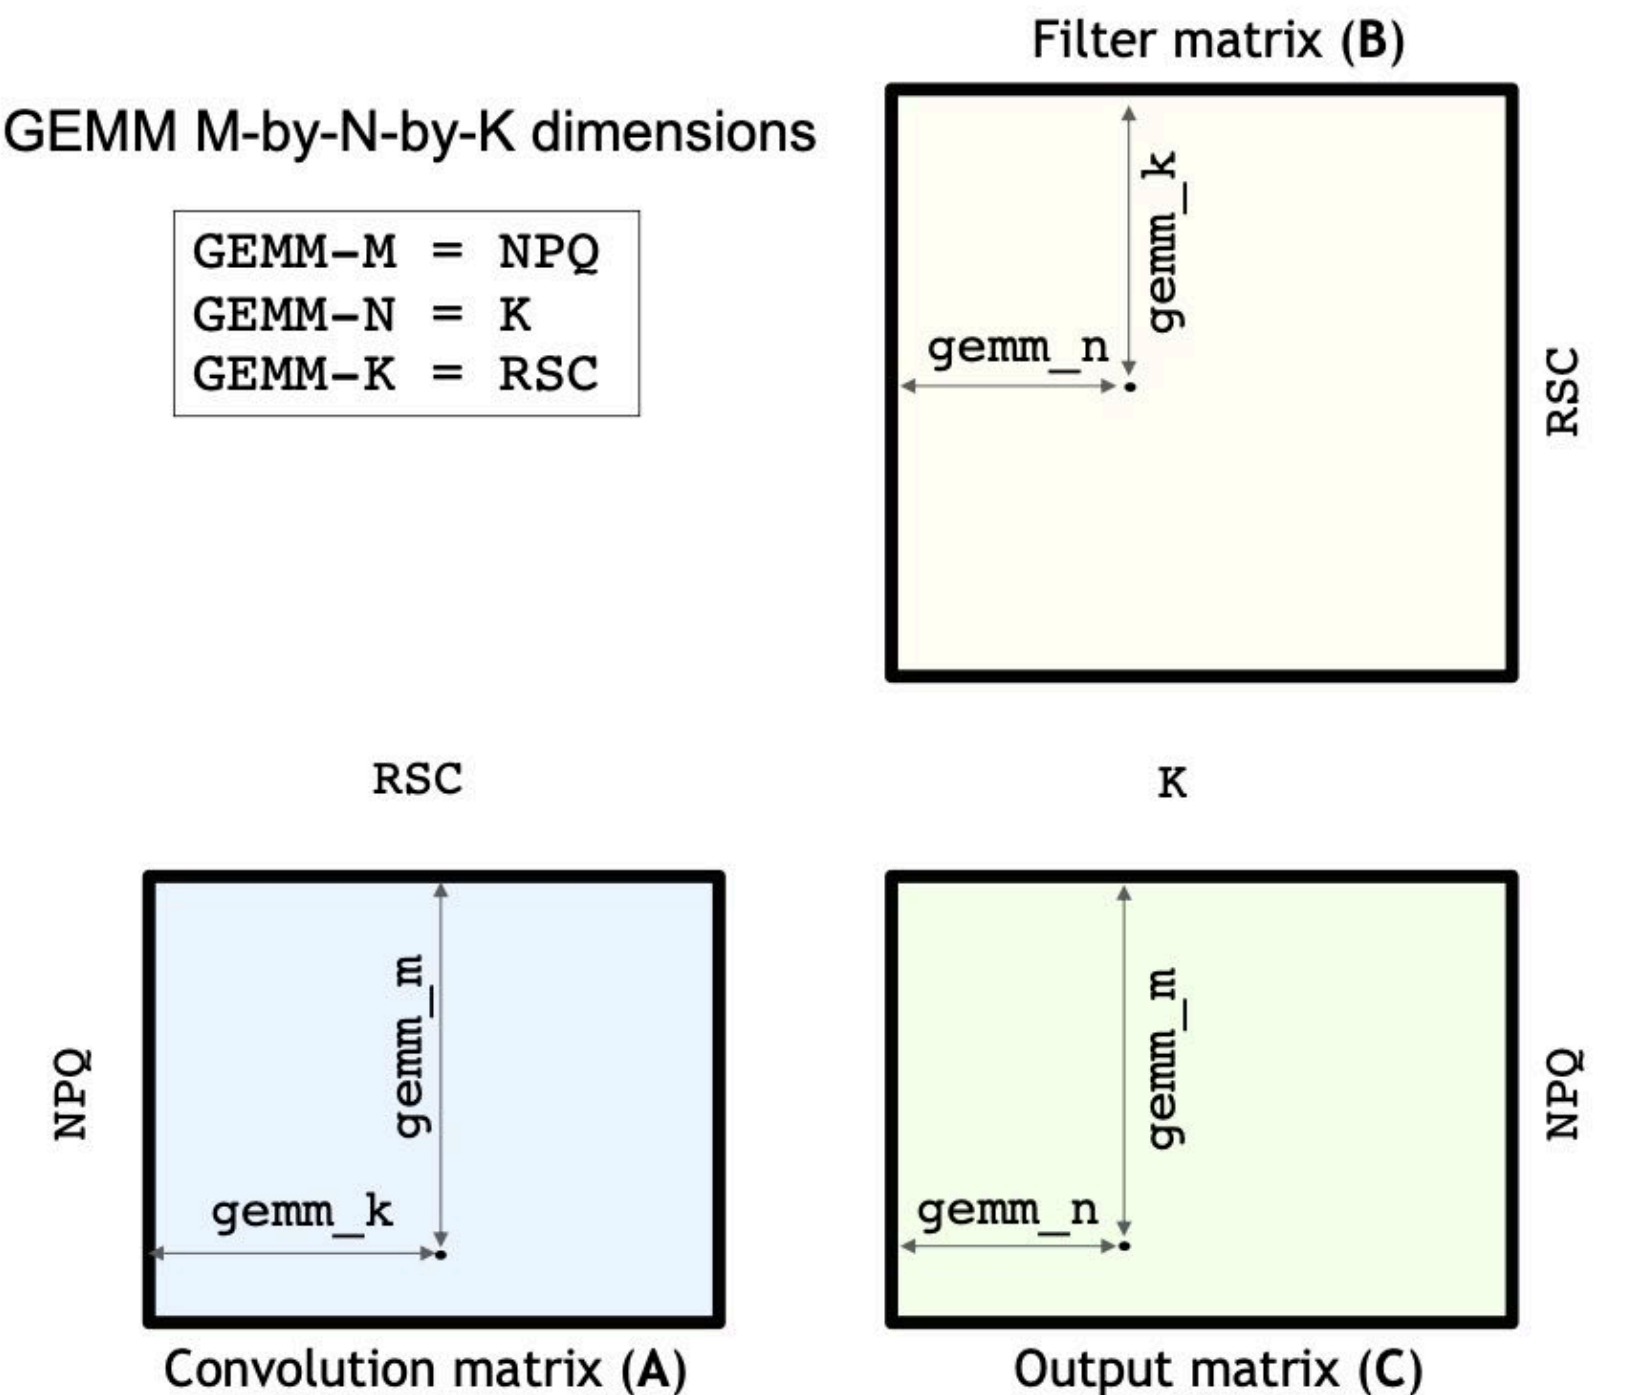 Filter matrix (B)
GEMM M-by-N-by-K dimensions
GEMM-M = NPQ
GEMM-N = K
GEMM-K = RSC
gemm_k
gemm_n
RSC
RSC
K
NPQ
gemm_m
gemm_k
gemm_m
gemm_n
NPQ
Convolution matrix (A)
Output matrix (C)